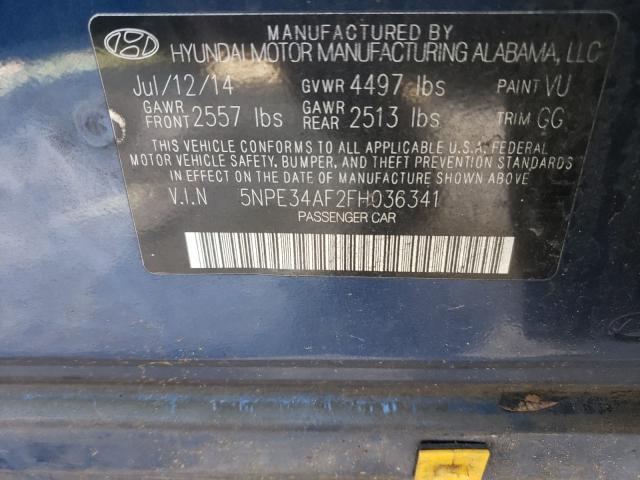 MANUFACTURED BY
HYUNDAI MOTOR MANUFACTURING ALABAMA, LLC
Jul/12/14 GVWR 4497 lbs PAINT VU
GAWR FRONT 2557 lbs GAWR REAR 2513 lbs TRIM GG
THIS VEHICLE CONFORMS TO ALL APPLICABLE U.S.A. FEDERAL
MOTOR VEHICLE SAFETY, BUMPER, AND THEFT PREVENTION STANDARDS
IN EFFECT ON THE DATE OF MANUFACTURE SHOWN ABOVE
V.I.N 5NPE34AF2FH036341
PASSENGER CAR